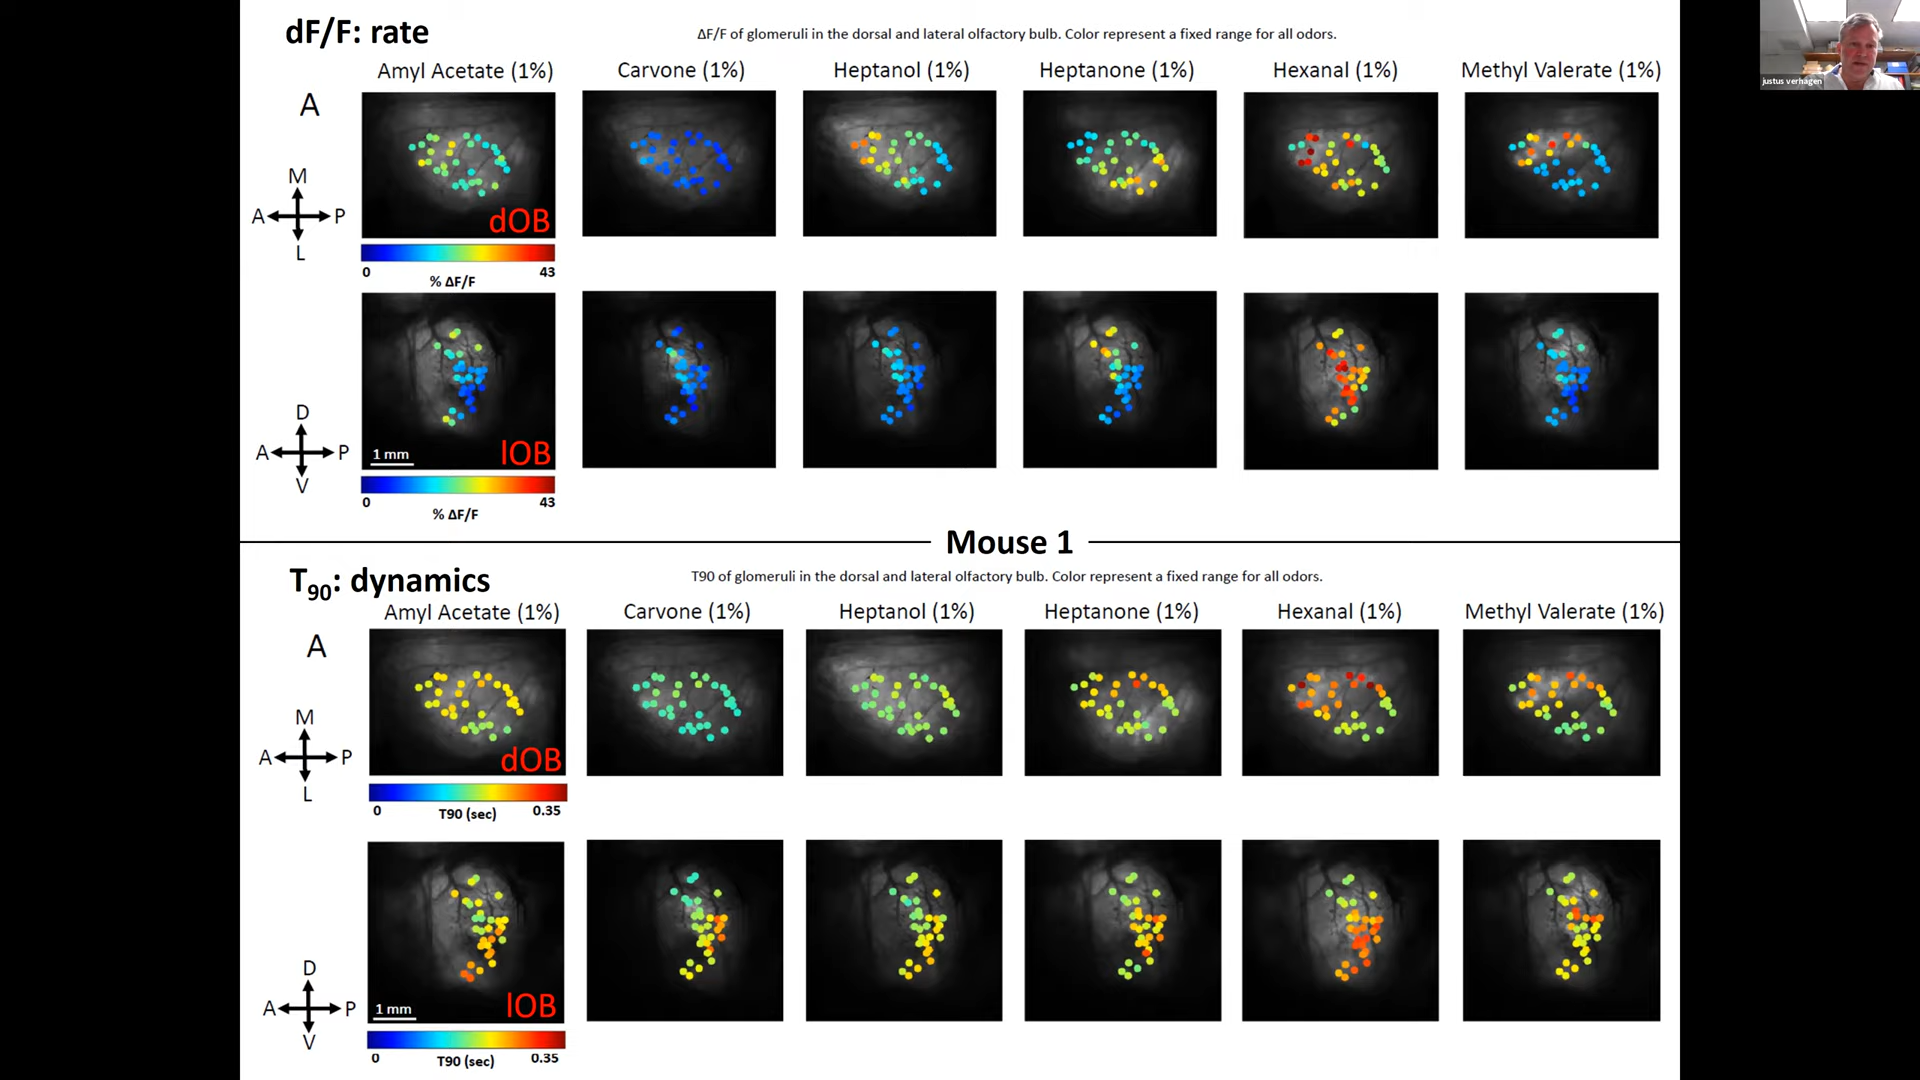 dF/F: rate
ΔF/F of glomeruli in the dorsal and lateral olfactory bulb. Color represent a fixed range for all odors.
justus verhagen
Amyl Acetate (1%) Carvone (1%) Heptanol (1%) Heptanone (1%) Hexanal (1%) Methyl Valerate (1%)
A
M
A P
L
dOB
0 43
% ΔF/F
D
A P
V
1 mm
lOB
0 43
% ΔF/F
Mouse 1
T90: dynamics
T90 of glomeruli in the dorsal and lateral olfactory bulb. Color represent a fixed range for all odors.
Amyl Acetate (1%) Carvone (1%) Heptanol (1%) Heptanone (1%) Hexanal (1%) Methyl Valerate (1%)
A
M
A P
L
dOB
0 0.35
T90 (sec)
D
A P
V
1 mm
lOB
0 0.35
T90 (sec)